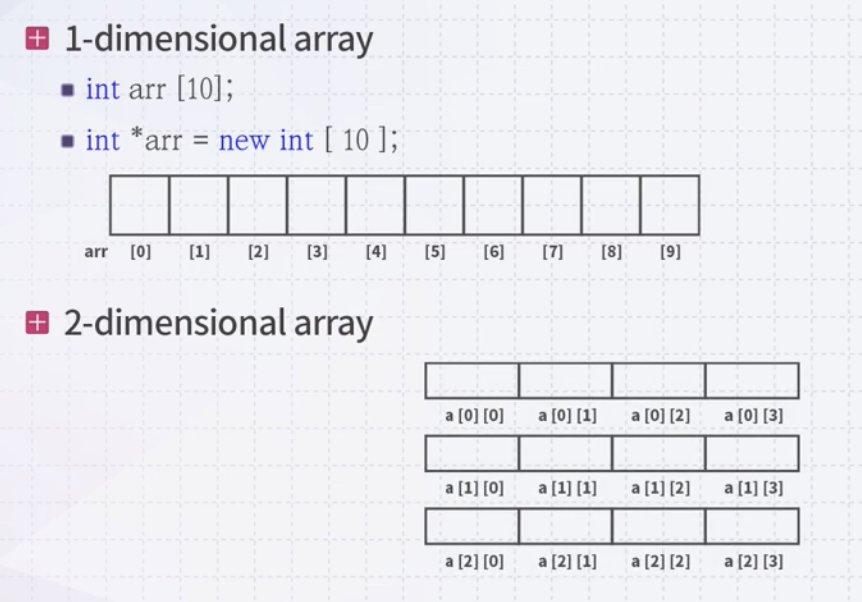 1-dimensional array
int arr [10];
int *arr = new int [ 10 ];
arr [0] [1] [2] [3] [4] [5] [6] [7] [8] [9]
2-dimensional array
a [0] [0] a [0] [1] a [0] [2] a [0] [3]
a [1] [0] a [1] [1] a [1] [2] a [1] [3]
a [2] [0] a [2] [1] a [2] [2] a [2] [3]